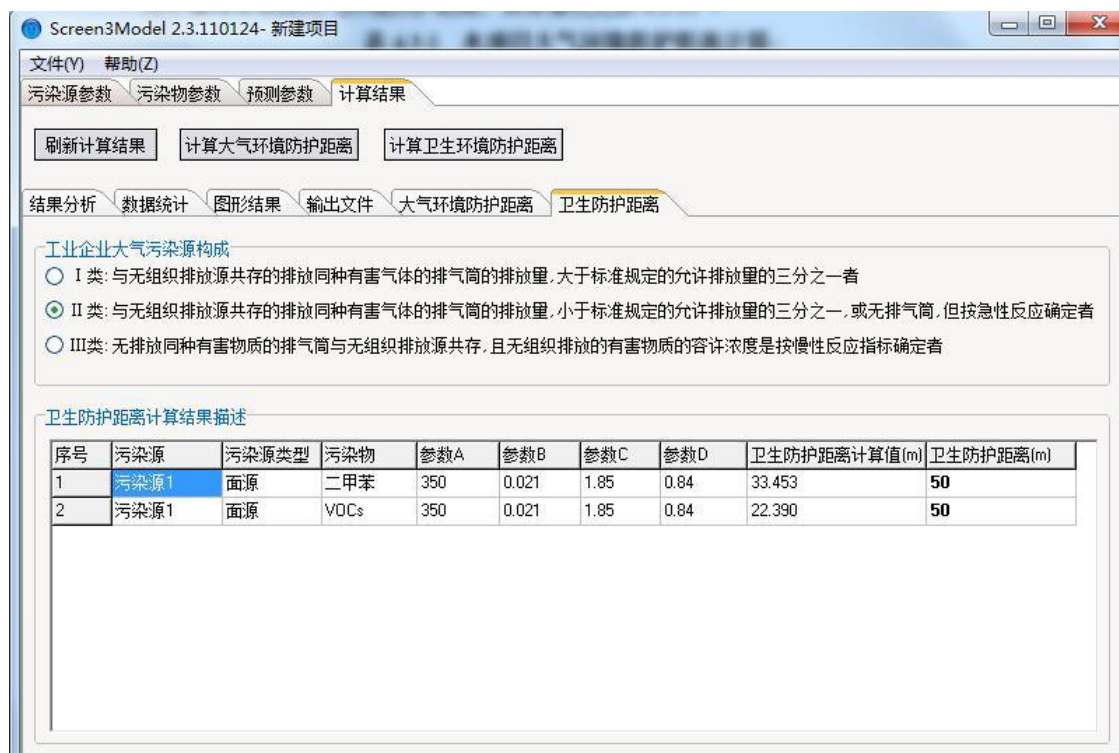 Screen3Model 2.3.110124- 新建项目
文件(Y) 帮助(Z)
污染源参数 污染物参数 预测参数 计算结果
刷新计算结果 计算大气环境防护距离 计算卫生环境防护距离
结果分析 数据统计 图形结果 输出文件 大气环境防护距离 卫生防护距离
工业企业大气污染源构成
I 类:与无组织排放源共存的排放同种有害气体的排气筒的排放量,大于标准规定的允许排放量的三分之一者
II 类:与无组织排放源共存的排放同种有害气体的排气筒的排放量,小于标准规定的允许排放量的三分之一,或无排气筒,但按急性反应确定者
III类:无排放同种有害物质的排气筒与无组织排放源共存,且无组织排放的有害物质的容许浓度是按慢性反应指标确定者
卫生防护距离计算结果描述
序号 污染源 污染源类型 污染物 参数A 参数B 参数C 参数D 卫生防护距离计算值(m) 卫生防护距离(m)
1 污染源1 面源 二甲苯 350 0.021 1.85 0.84 33.453 50
2 污染源1 面源 VOCs 350 0.021 1.85 0.84 22.390 50